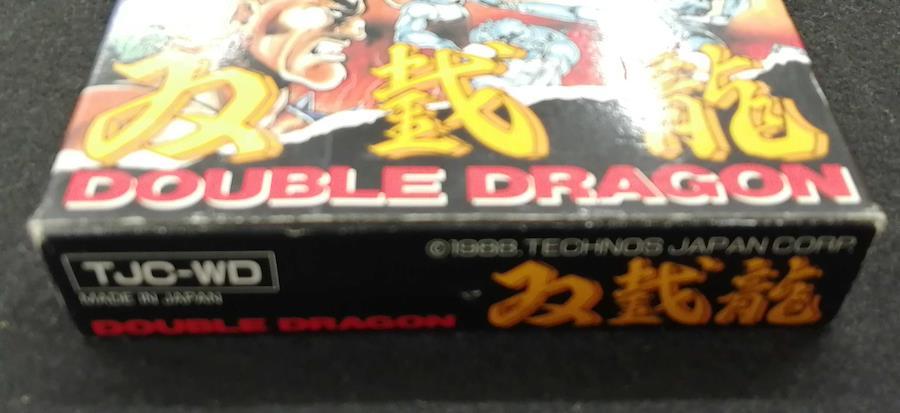 双截龍
DOUBLE DRAGON
©1988. TECHNOS JAPAN CORP.
TJC-WD
MADE IN JAPAN
双截龍
DOUBLE DRAGON